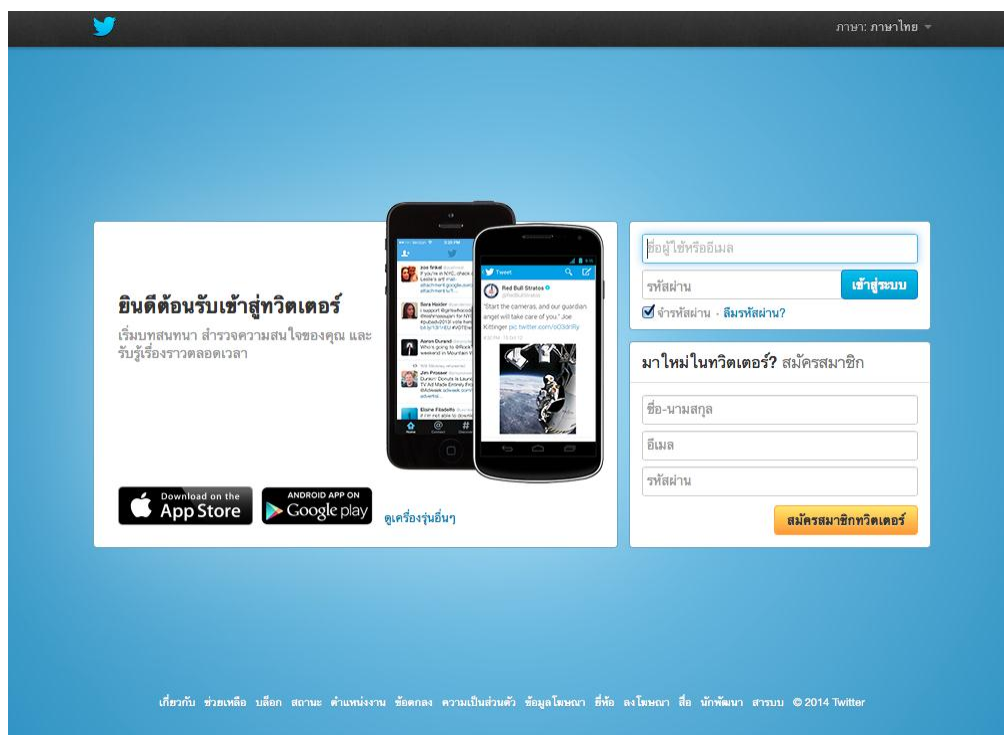 ภาษา: ภาษาไทย
ยินดีต้อนรับเข้าสู่ทวิตเตอร์
เริ่มบทสนทนา สำรวจความสนใจของคุณ และ
รับรู้เรื่องราวตลอดเวลา
Tweet
Red Bull Stratos
"Start the cameras, and our guardian
angel will take care of you." Joe
Kittinger pic.twitter.com/o03drIRy
Sara Haider
Aaron Durand
Jim Prosser
Elaine Filadelfo
Download on the
App Store
ANDROID APP ON
Google play
ดูเครื่องรุ่นอื่นๆ
ชื่อผู้ใช้หรืออีเมล
รหัสผ่าน
เข้าสู่ระบบ
จำรหัสผ่าน · ลืมรหัสผ่าน?
มาใหม่ในทวิตเตอร์? สมัครสมาชิก
ชื่อ-นามสกุล
อีเมล
รหัสผ่าน
สมัครสมาชิกทวิตเตอร์
เกี่ยวกับ ช่วยเหลือ บล็อก สถานะ ตำแหน่งงาน ข้อตกลง ความเป็นส่วนตัว ข้อมูลโฆษณา ยี่ห้อ ลงโฆษณา สื่อ นักพัฒนา สารบบ © 2014 Twitter